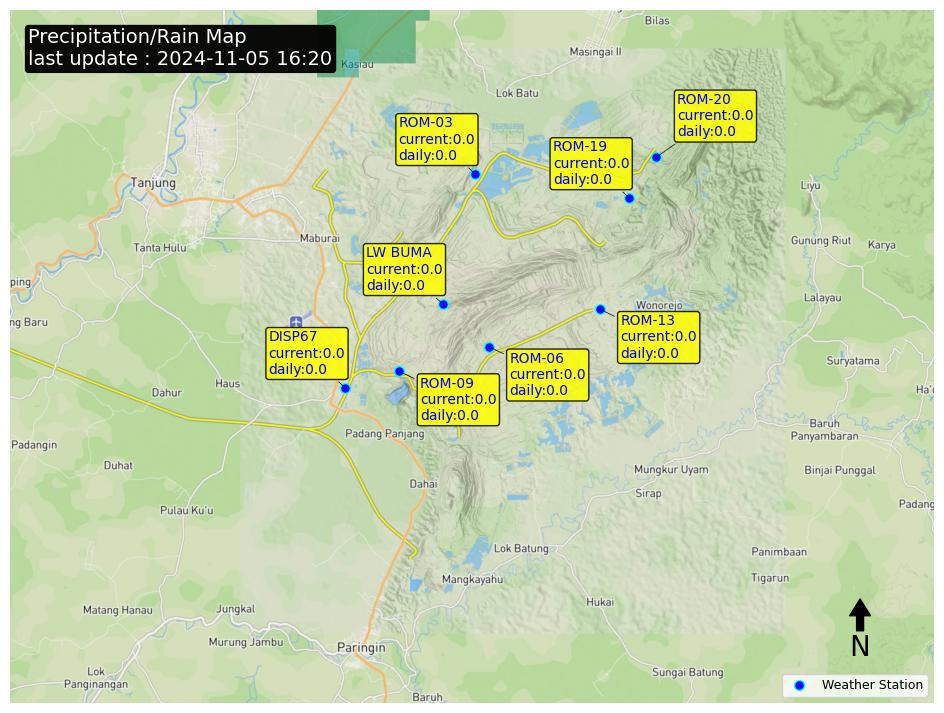 Precipitation/Rain Map
last update : 2024-11-05 16:20
Bilas
Masingai II
Kasiau
Lok Batu
ROM-20
current:0.0
daily:0.0
ROM-03
current:0.0
daily:0.0
ROM-19
current:0.0
daily:0.0
Tanjung
Liyu
Maburai
Tanta Hulu
Gunung Riut
Karya
LW BUMA
current:0.0
daily:0.0
ping
Lalayau
Wonorejo
ng Baru
ROM-13
current:0.0
daily:0.0
DISP67
current:0.0
daily:0.0
ROM-06
current:0.0
daily:0.0
Suryatama
ROM-09
current:0.0
daily:0.0
Haus
Dahur
Ha'
Baruh
Panyambaran
Padang Panjang
Padangin
Duhat
Mungkur Uyam
Binjai Punggal
Dahai
Sirap
Padang
Pulau Ku'u
Lok Batung
Panimbaan
Mangkayahu
Tigarun
Matang Hanau
Jungkal
Hukai
Murung Jambu
Paringin
N
Lok
Panginangan
Sungai Batung
Weather Station
Baruh